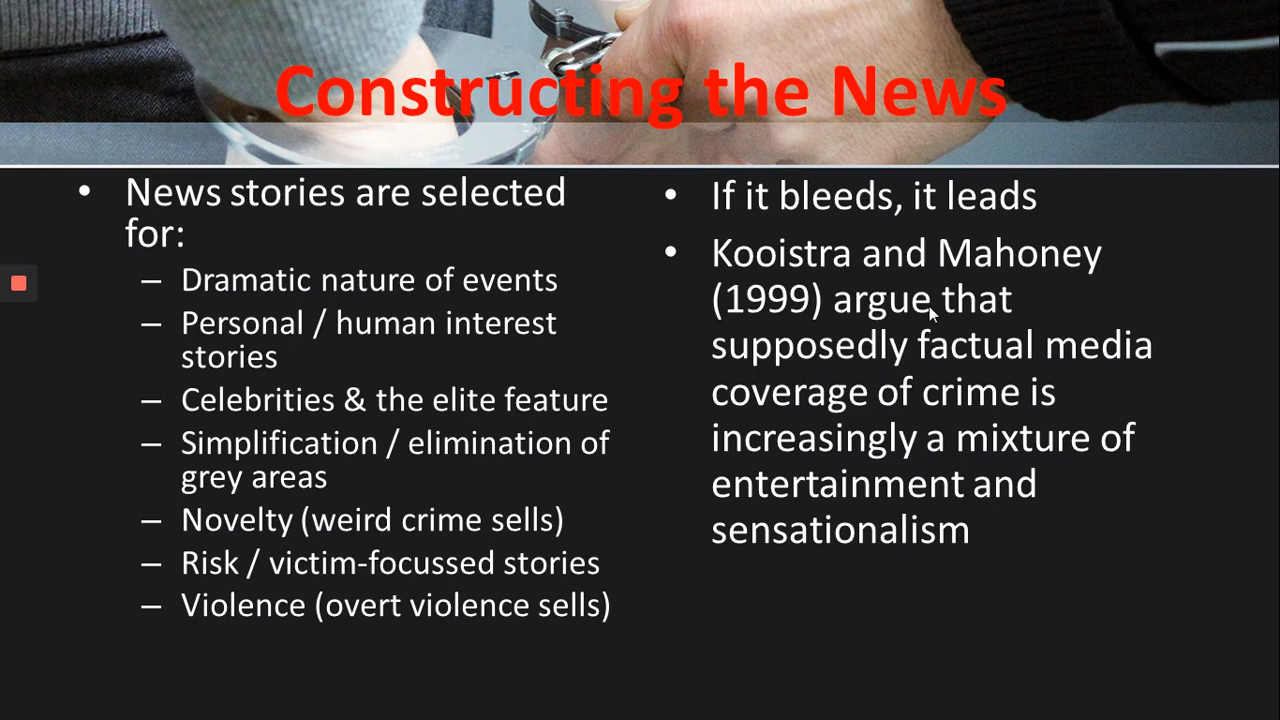 Constructing the News
• News stories are selected
for:
– Dramatic nature of events
– Personal / human interest
stories
– Celebrities & the elite feature
– Simplification / elimination of
grey areas
– Novelty (weird crime sells)
– Risk / victim-focussed stories
– Violence (overt violence sells)
• If it bleeds, it leads
• Kooistra and Mahoney
(1999) argue that
supposedly factual media
coverage of crime is
increasingly a mixture of
entertainment and
sensationalism